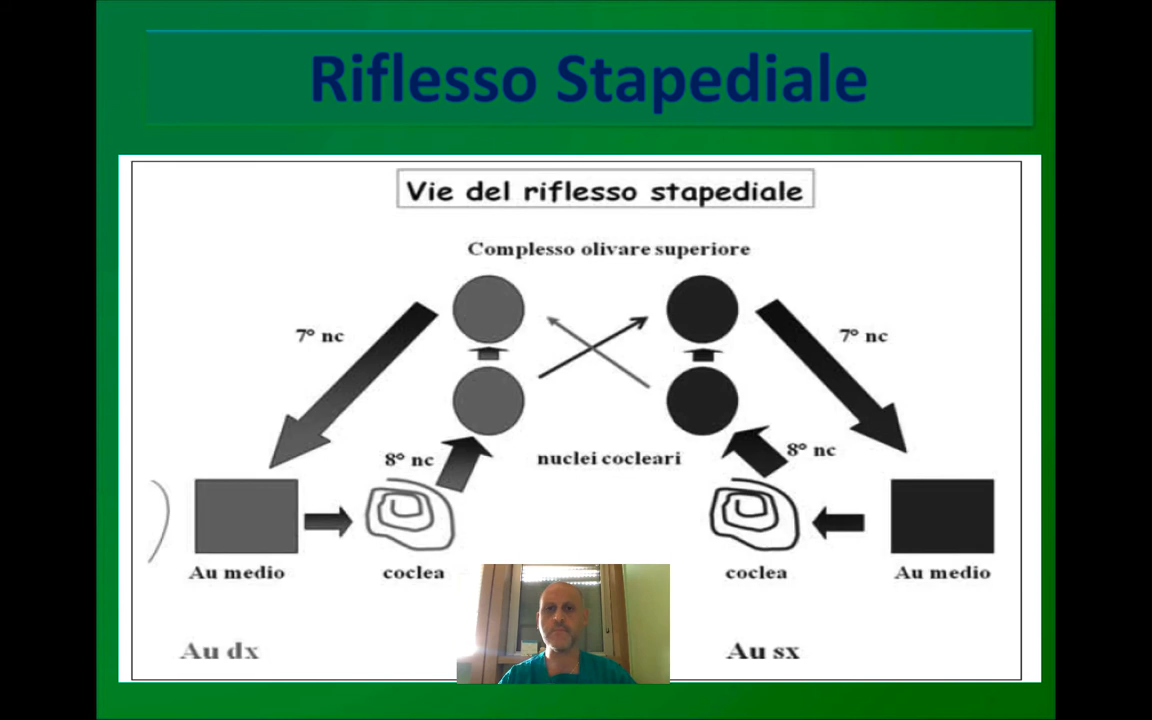 Riflesso Stapediale
Vie del riflesso stapediale
Complesso olivare superiore
7° nc
7° nc
8° nc
nuclei cocleari
8° nc
Au medio
coclea
coclea
Au medio
Au dx
Au sx